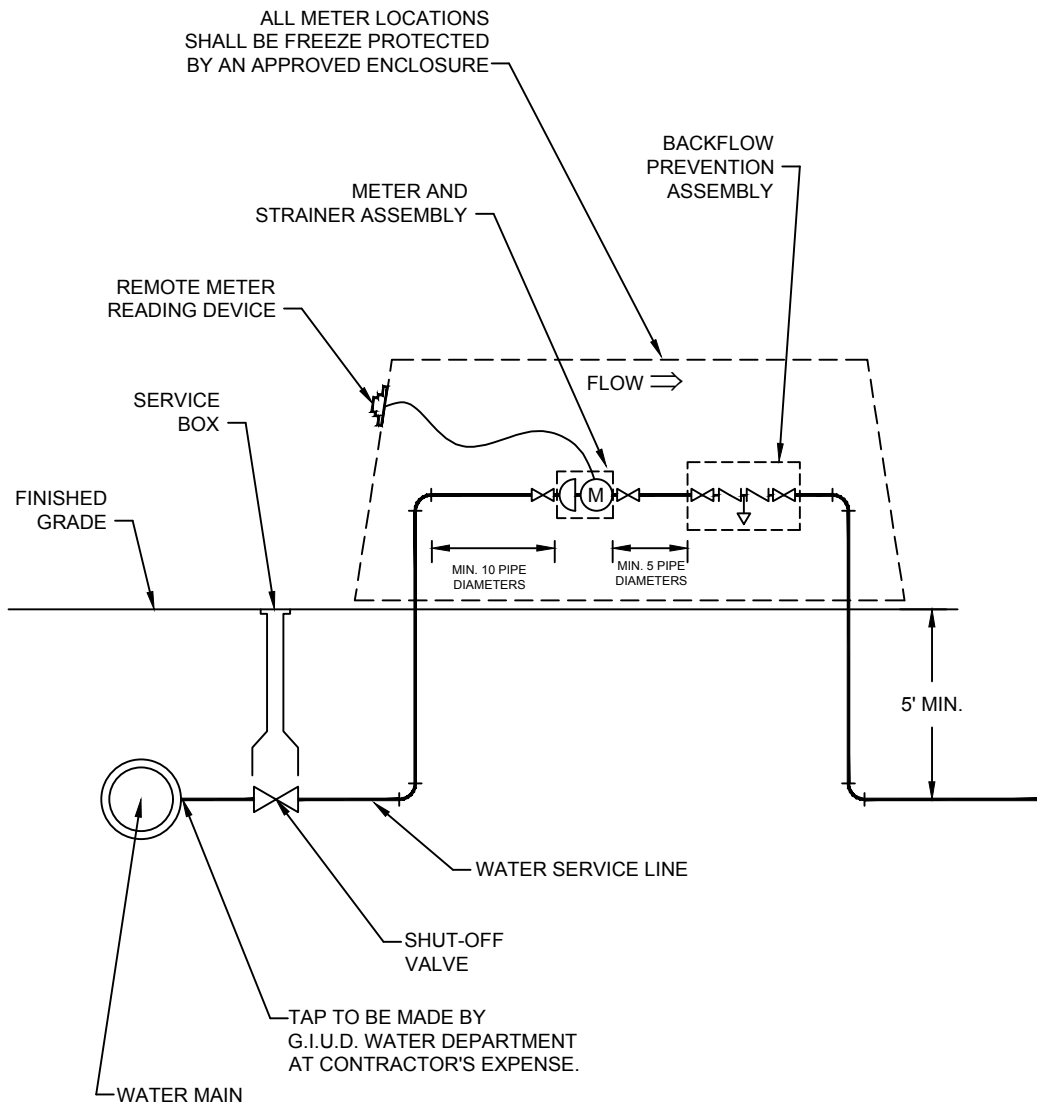 ALL METER LOCATIONS
SHALL BE FREEZE PROTECTED
BY AN APPROVED ENCLOSURE
BACKFLOW
PREVENTION
ASSEMBLY
METER AND
STRAINER ASSEMBLY
REMOTE METER
READING DEVICE
FLOW
SERVICE
BOX
M
FINISHED
GRADE
MIN. 10 PIPE
DIAMETERS
MIN. 5 PIPE
DIAMETERS
5' MIN.
WATER SERVICE LINE
SHUT-OFF
VALVE
TAP TO BE MADE BY
G.I.U.D. WATER DEPARTMENT
AT CONTRACTOR'S EXPENSE.
WATER MAIN